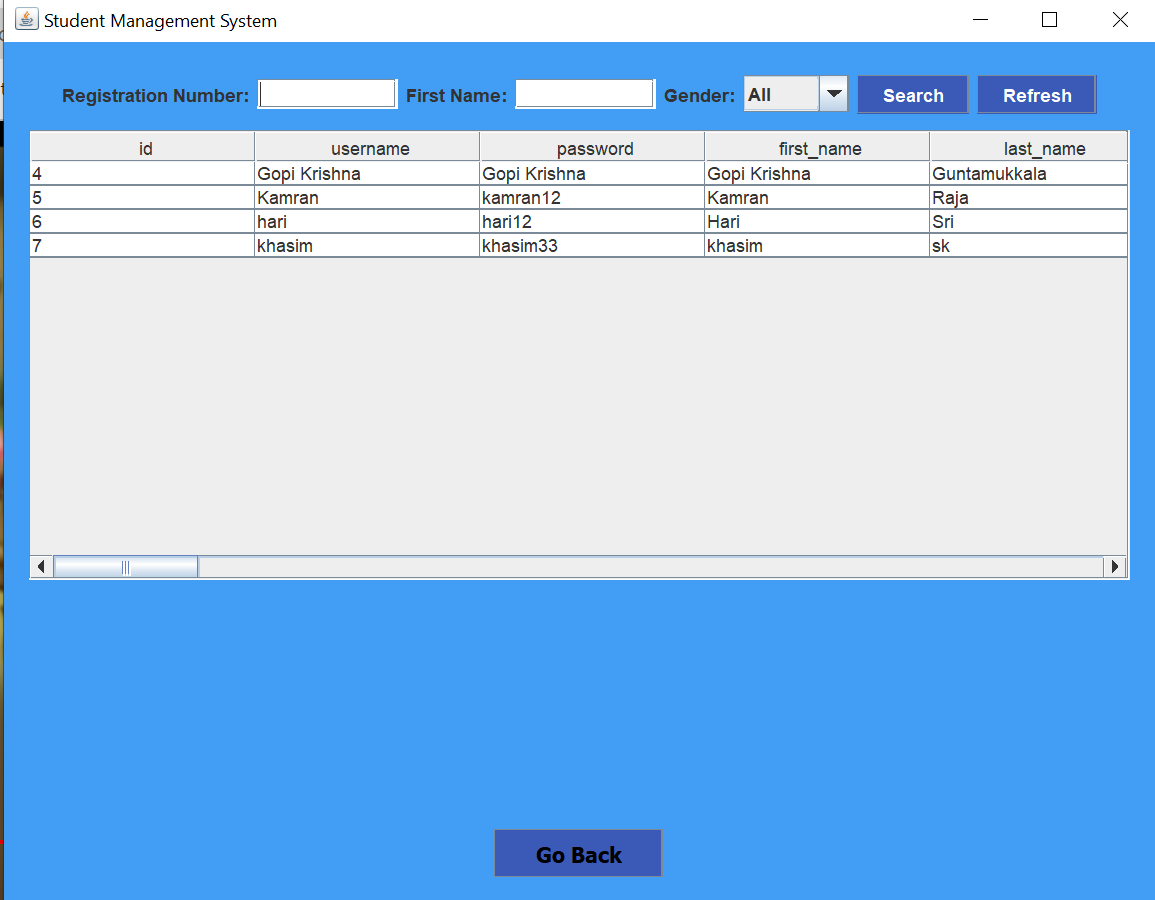 Student Management System
Registration Number: First Name: Gender: All Search Refresh
id username password first_name last_name
4 Gopi Krishna Gopi Krishna Gopi Krishna Guntamukkala
5 Kamran kamran12 Kamran Raja
6 hari hari12 Hari Sri
7 khasim khasim33 khasim sk
Go Back